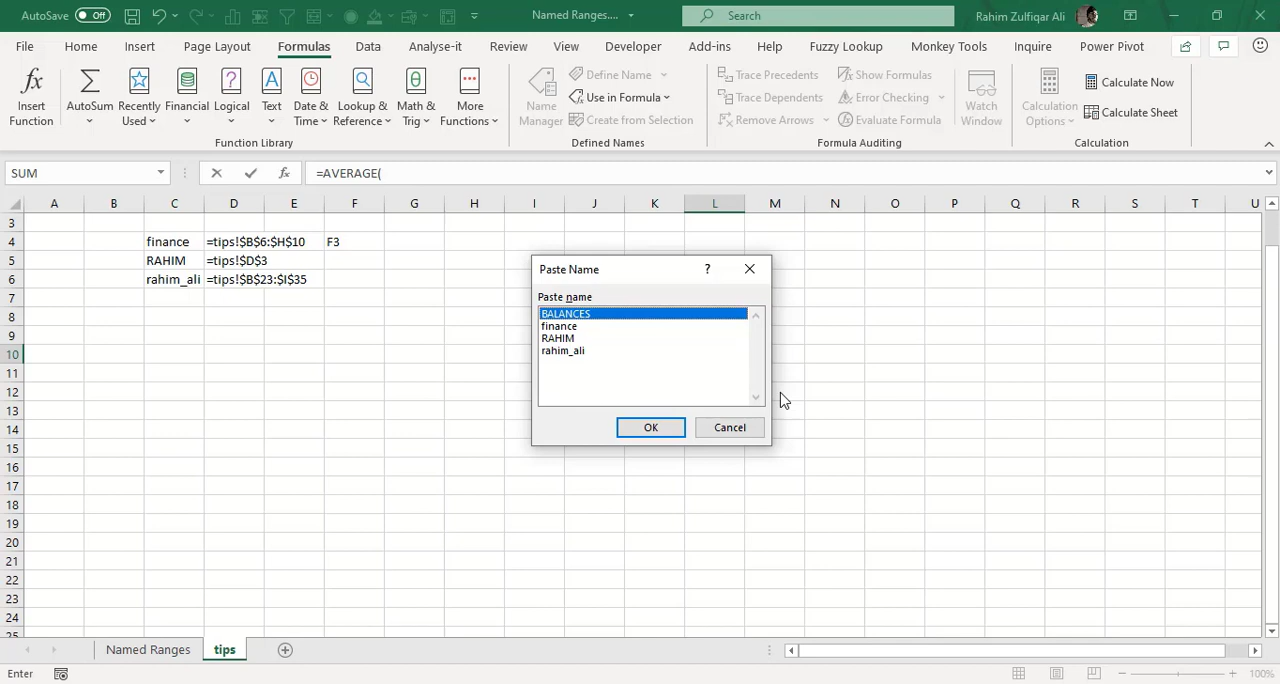 AutoSave Off Named Ranges.... Search Rahim Zulfiqar Ali
File Home Insert Page Layout Formulas Data Analyse-it Review View Developer Add-ins Help Fuzzy Lookup Monkey Tools Inquire Power Pivot
Insert Function
AutoSum
Recently Used
Financial
Logical
Text
Date & Time
Lookup & Reference
Math & Trig
More Functions
Function Library
Name Manager
Define Name
Use in Formula
Create from Selection
Defined Names
Trace Precedents
Trace Dependents
Remove Arrows
Show Formulas
Error Checking
Evaluate Formula
Watch Window
Formula Auditing
Calculation Options
Calculate Now
Calculate Sheet
Calculation
SUM fx =AVERAGE(
A B C D E F G H I J K L M N O P Q R S T U
3
4 finance =tips!$B$6:$H$10 F3
5 RAHIM =tips!$D$3
6 rahim_ali =tips!$B$23:$I$35
7
8
9
10
11
12
13
14
15
16
17
18
19
20
21
22
23
24
25
Paste Name ?
Paste name
BALANCES
finance
RAHIM
rahim_ali
OK Cancel
Named Ranges tips
Enter 100%